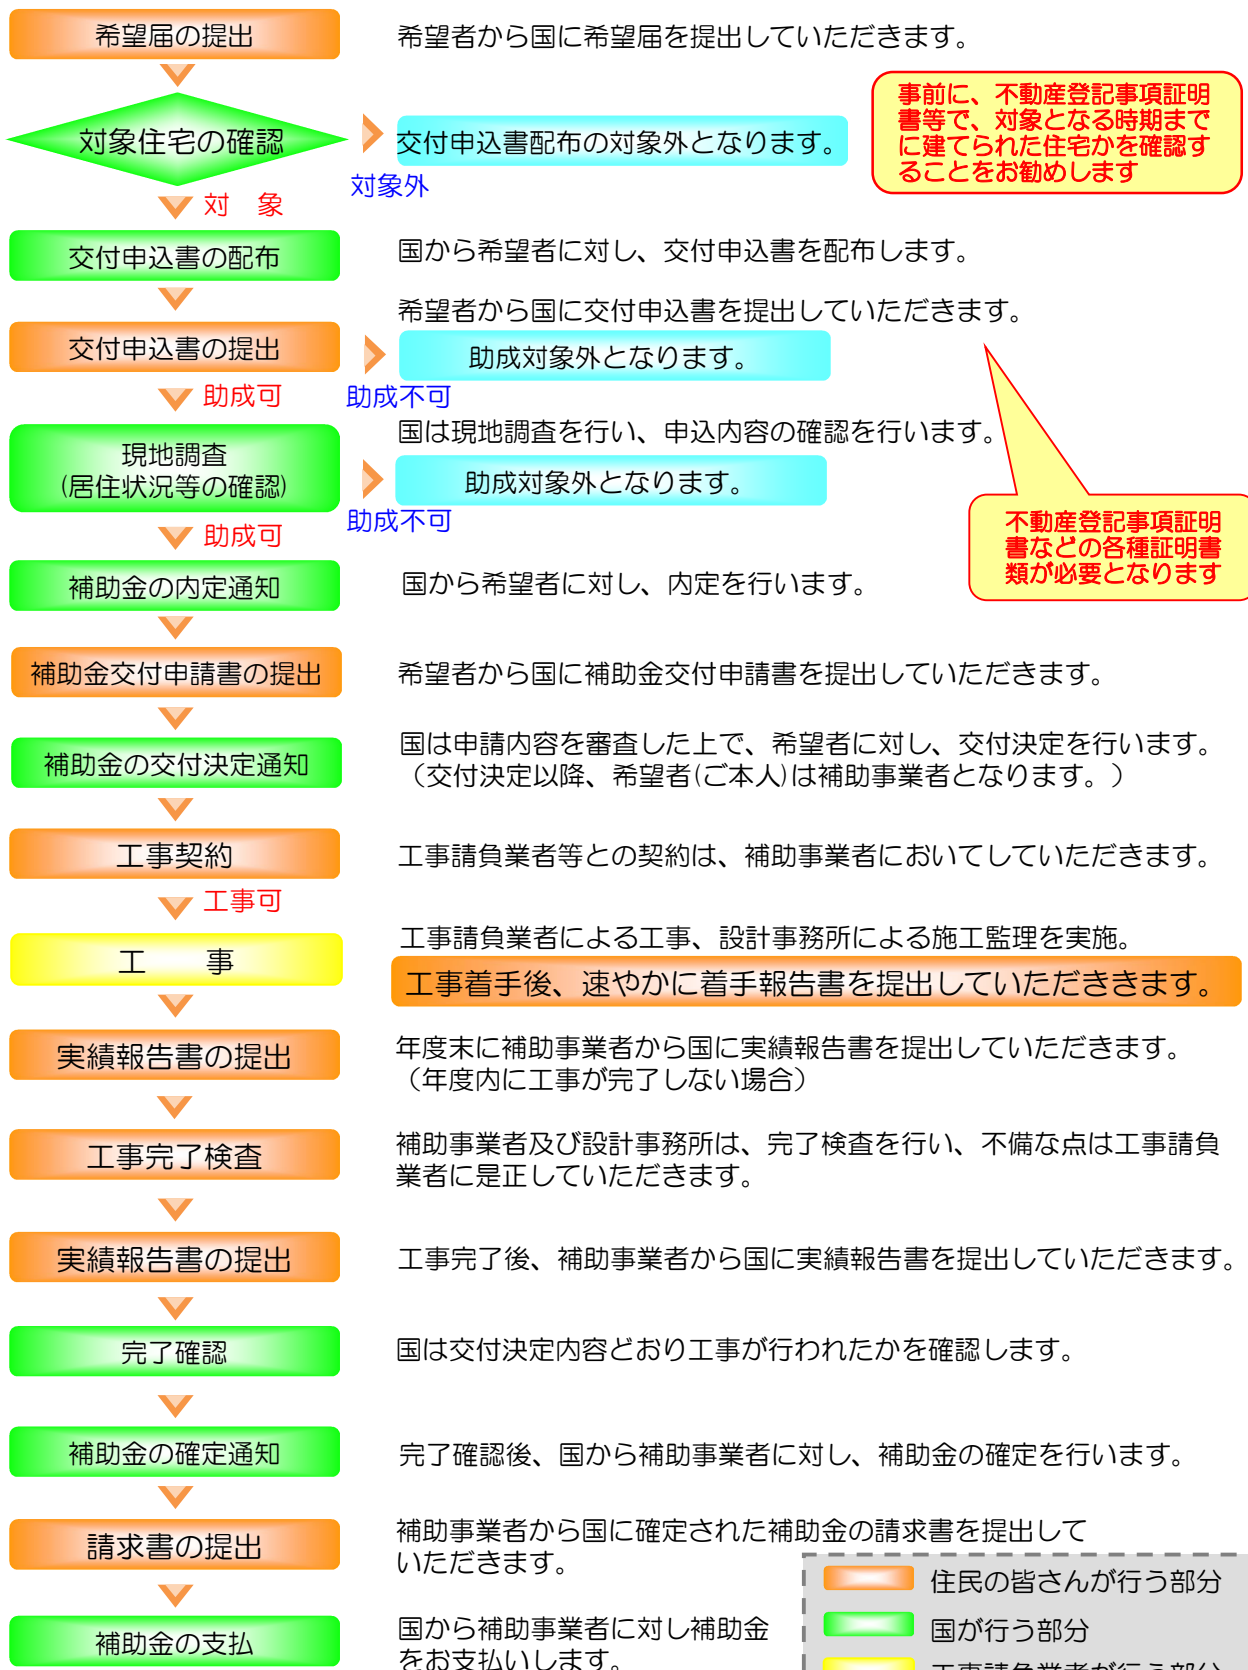 希望届の提出
希望者から国に希望届を提出していただきます。
対象住宅の確認
交付申込書配布の対象外となります。
対象外
事前に、不動産登記事項証明
書等で、対象となる時期まで
に建てられた住宅かを確認す
ることをお勧めします
対　象
交付申込書の配布
国から希望者に対し、交付申込書を配布します。
希望者から国に交付申込書を提出していただきます。
交付申込書の提出
助成対象外となります。
助成可
助成不可
国は現地調査を行い、申込内容の確認を行います。
現地調査
(居住状況等の確認)
助成対象外となります。
助成不可
助成可
不動産登記事項証明
書などの各種証明書
類が必要となります
補助金の内定通知
国から希望者に対し、内定を行います。
補助金交付申請書の提出
希望者から国に補助金交付申請書を提出していただきます。
補助金の交付決定通知
国は申請内容を審査した上で、希望者に対し、交付決定を行います。
（交付決定以降、希望者(ご本人)は補助事業者となります。）
工事契約
工事請負業者等との契約は、補助事業者においてしていただきます。
工事可
工　事
工事請負業者による工事、設計事務所による施工監理を実施。
工事着手後、速やかに着手報告書を提出していただききます。
実績報告書の提出
年度末に補助事業者から国に実績報告書を提出していただきます。
（年度内に工事が完了しない場合）
工事完了検査
補助事業者及び設計事務所は、完了検査を行い、不備な点は工事請負
業者に是正していただきます。
実績報告書の提出
工事完了後、補助事業者から国に実績報告書を提出していただきます。
完了確認
国は交付決定内容どおり工事が行われたかを確認します。
補助金の確定通知
完了確認後、国から補助事業者に対し、補助金の確定を行います。
請求書の提出
補助事業者から国に確定された補助金の請求書を提出して
いただきます。
補助金の支払
国から補助事業者に対し補助金
をお支払いします。
住民の皆さんが行う部分
国が行う部分
工事請負業者が行う部分